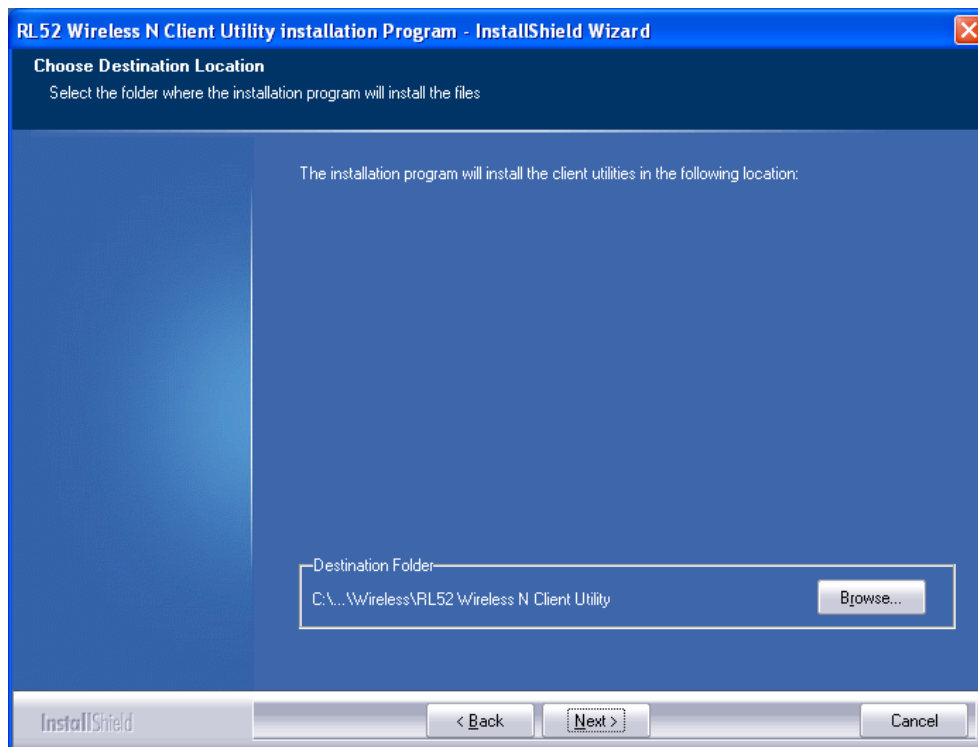 RL52 Wireless N Client Utility installation Program - InstallShield Wizard
Choose Destination Location
Select the folder where the installation program will install the files
The installation program will install the client utilities in the following location:
Destination Folder
C:\...\Wireless\RL52 Wireless N Client Utility
Browse...
InstallShield
< Back
Next >
Cancel